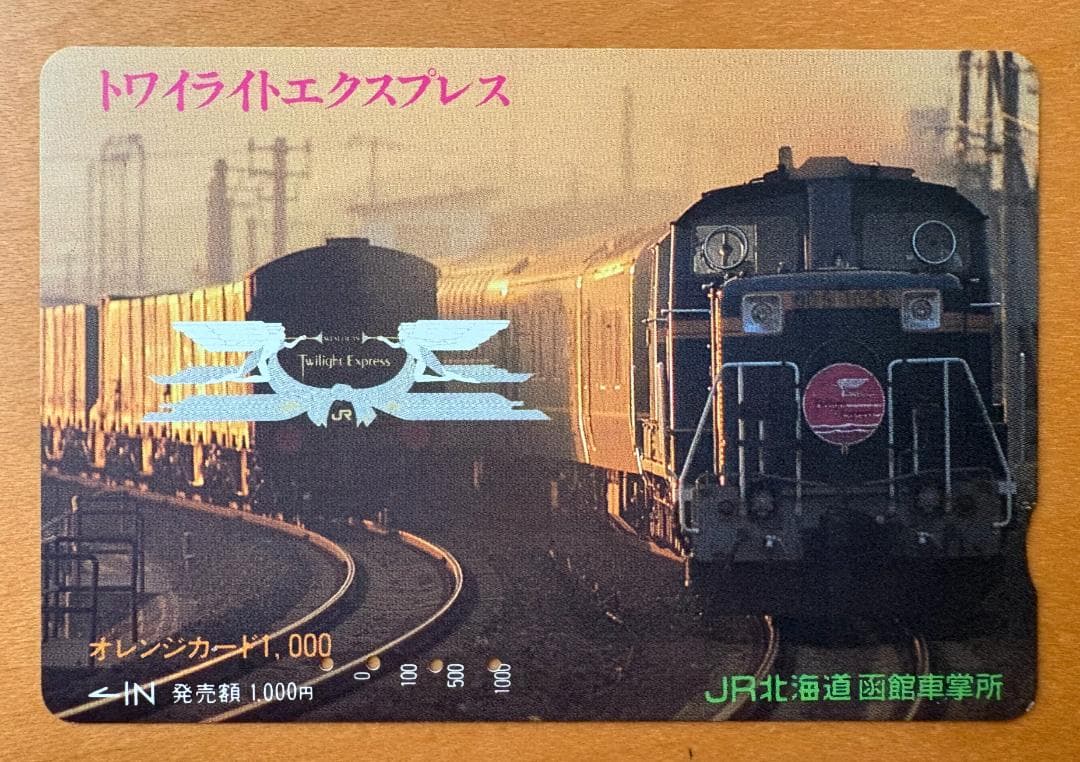 トワイライトエクスプレス
Twilight Express
JR
オレンジカード1,000
0 100 500 1000
←IN 発売額 1,000円
JR北海道 函館車掌所